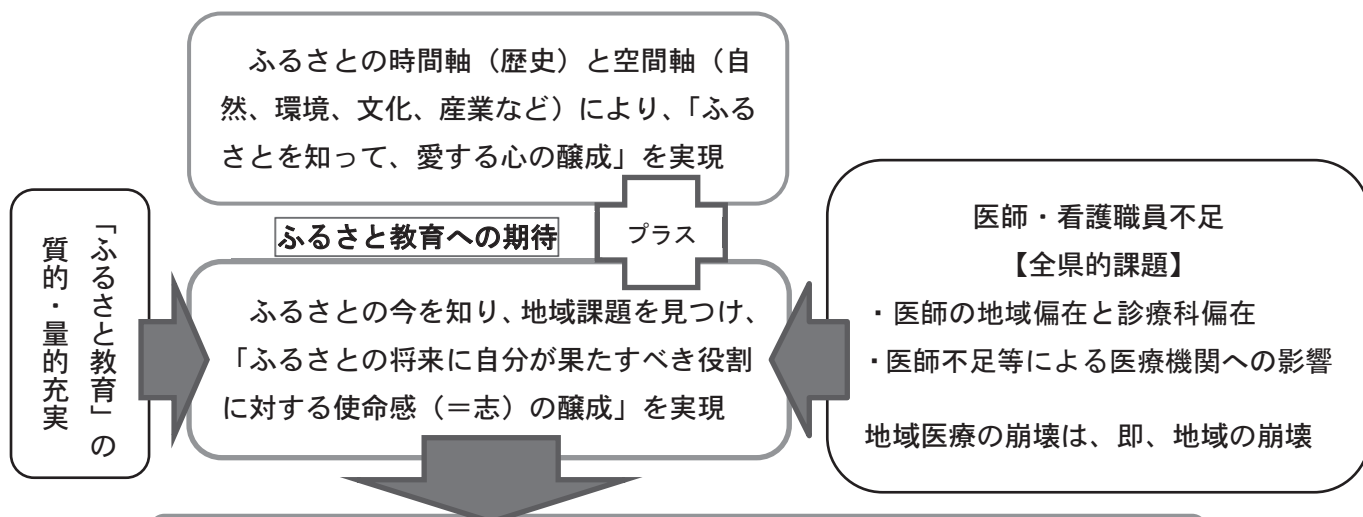 ふるさとの時間軸（歴史）と空間軸（自
然、環境、文化、産業など）により、「ふる
さとを知って、愛する心の醸成」を実現
ふるさと教育への期待
プラス
「ふるさと教育」の
質的・量的充実
ふるさとの今を知り、地域課題を見つけ、
「ふるさとの将来に自分が果たすべき役割
に対する使命感（＝志）の醸成」を実現
医師・看護職員不足
【全県的課題】
・医師の地域偏在と診療科偏在
・医師不足等による医療機関への影響
地域医療の崩壊は、即、地域の崩壊